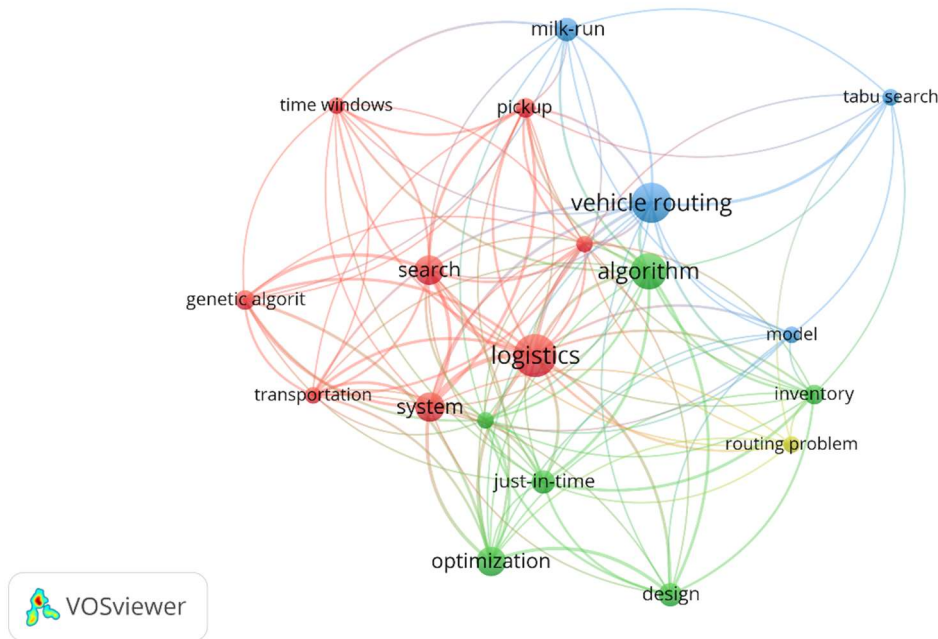 milk-run
tabu search
time windows
pickup
vehicle routing
search
algorithm
genetic algorit
model
logistics
transportation
system
inventory
routing problem
just-in-time
optimization
design
VOSviewer